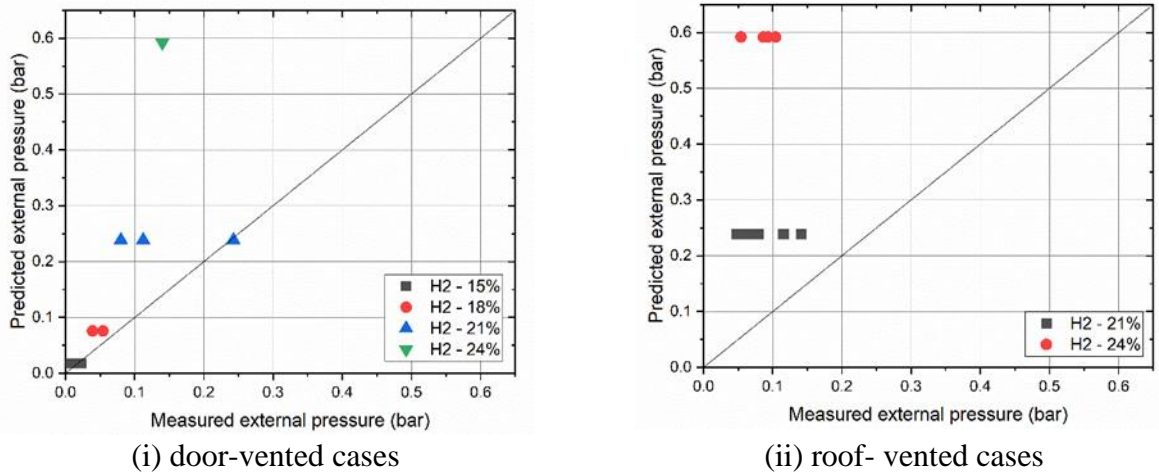 Predicted external pressure (bar)
0.6
0.5
0.4
0.3
0.2
0.1
0.0
0.0 0.1 0.2 0.3 0.4 0.5 0.6
Measured external pressure (bar)
H2 - 15%
H2 - 18%
H2 - 21%
H2 - 24%
(i) door-vented cases
Predicted external pressure (bar)
0.6
0.5
0.4
0.3
0.2
0.1
0.0
0.0 0.1 0.2 0.3 0.4 0.5 0.6
Measured external pressure (bar)
H2 - 21%
H2 - 24%
(ii) roof- vented cases